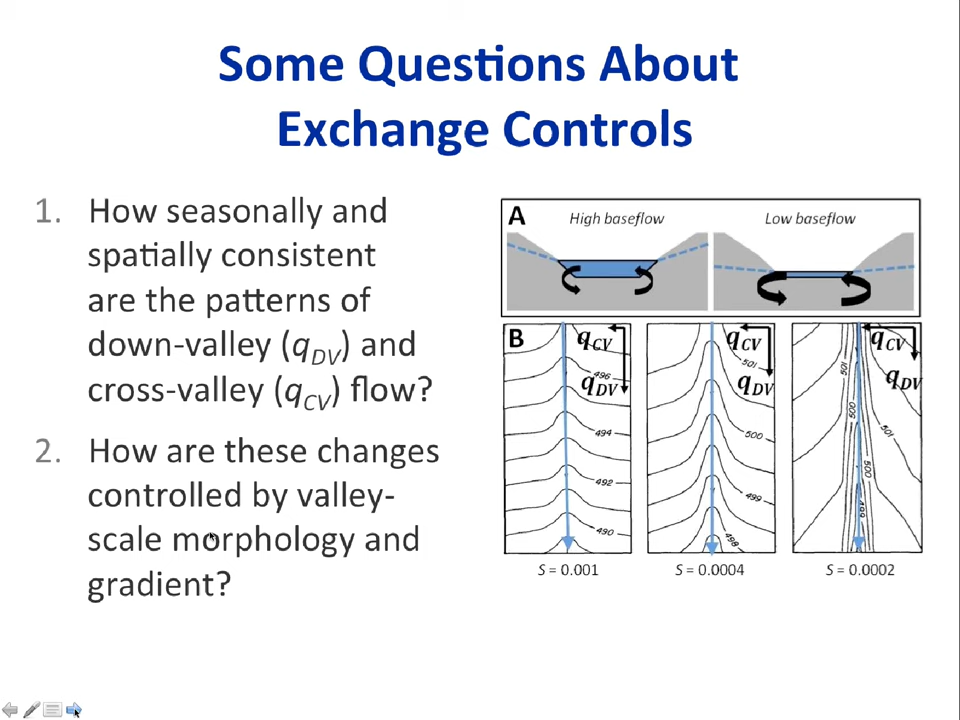 Some Questions About
Exchange Controls
1. How seasonally and
spatially consistent
are the patterns of
down-valley (qDV) and
cross-valley (qCV) flow?
2. How are these changes
controlled by valley-
scale morphology and
gradient?
A
High baseflow
Low baseflow
B
qCV
qDV
496
494
492
490
S = 0.001
qCV
qDV
501
500
499
498
S = 0.0004
qCV
qDV
501
500
501
500
499
S = 0.0002